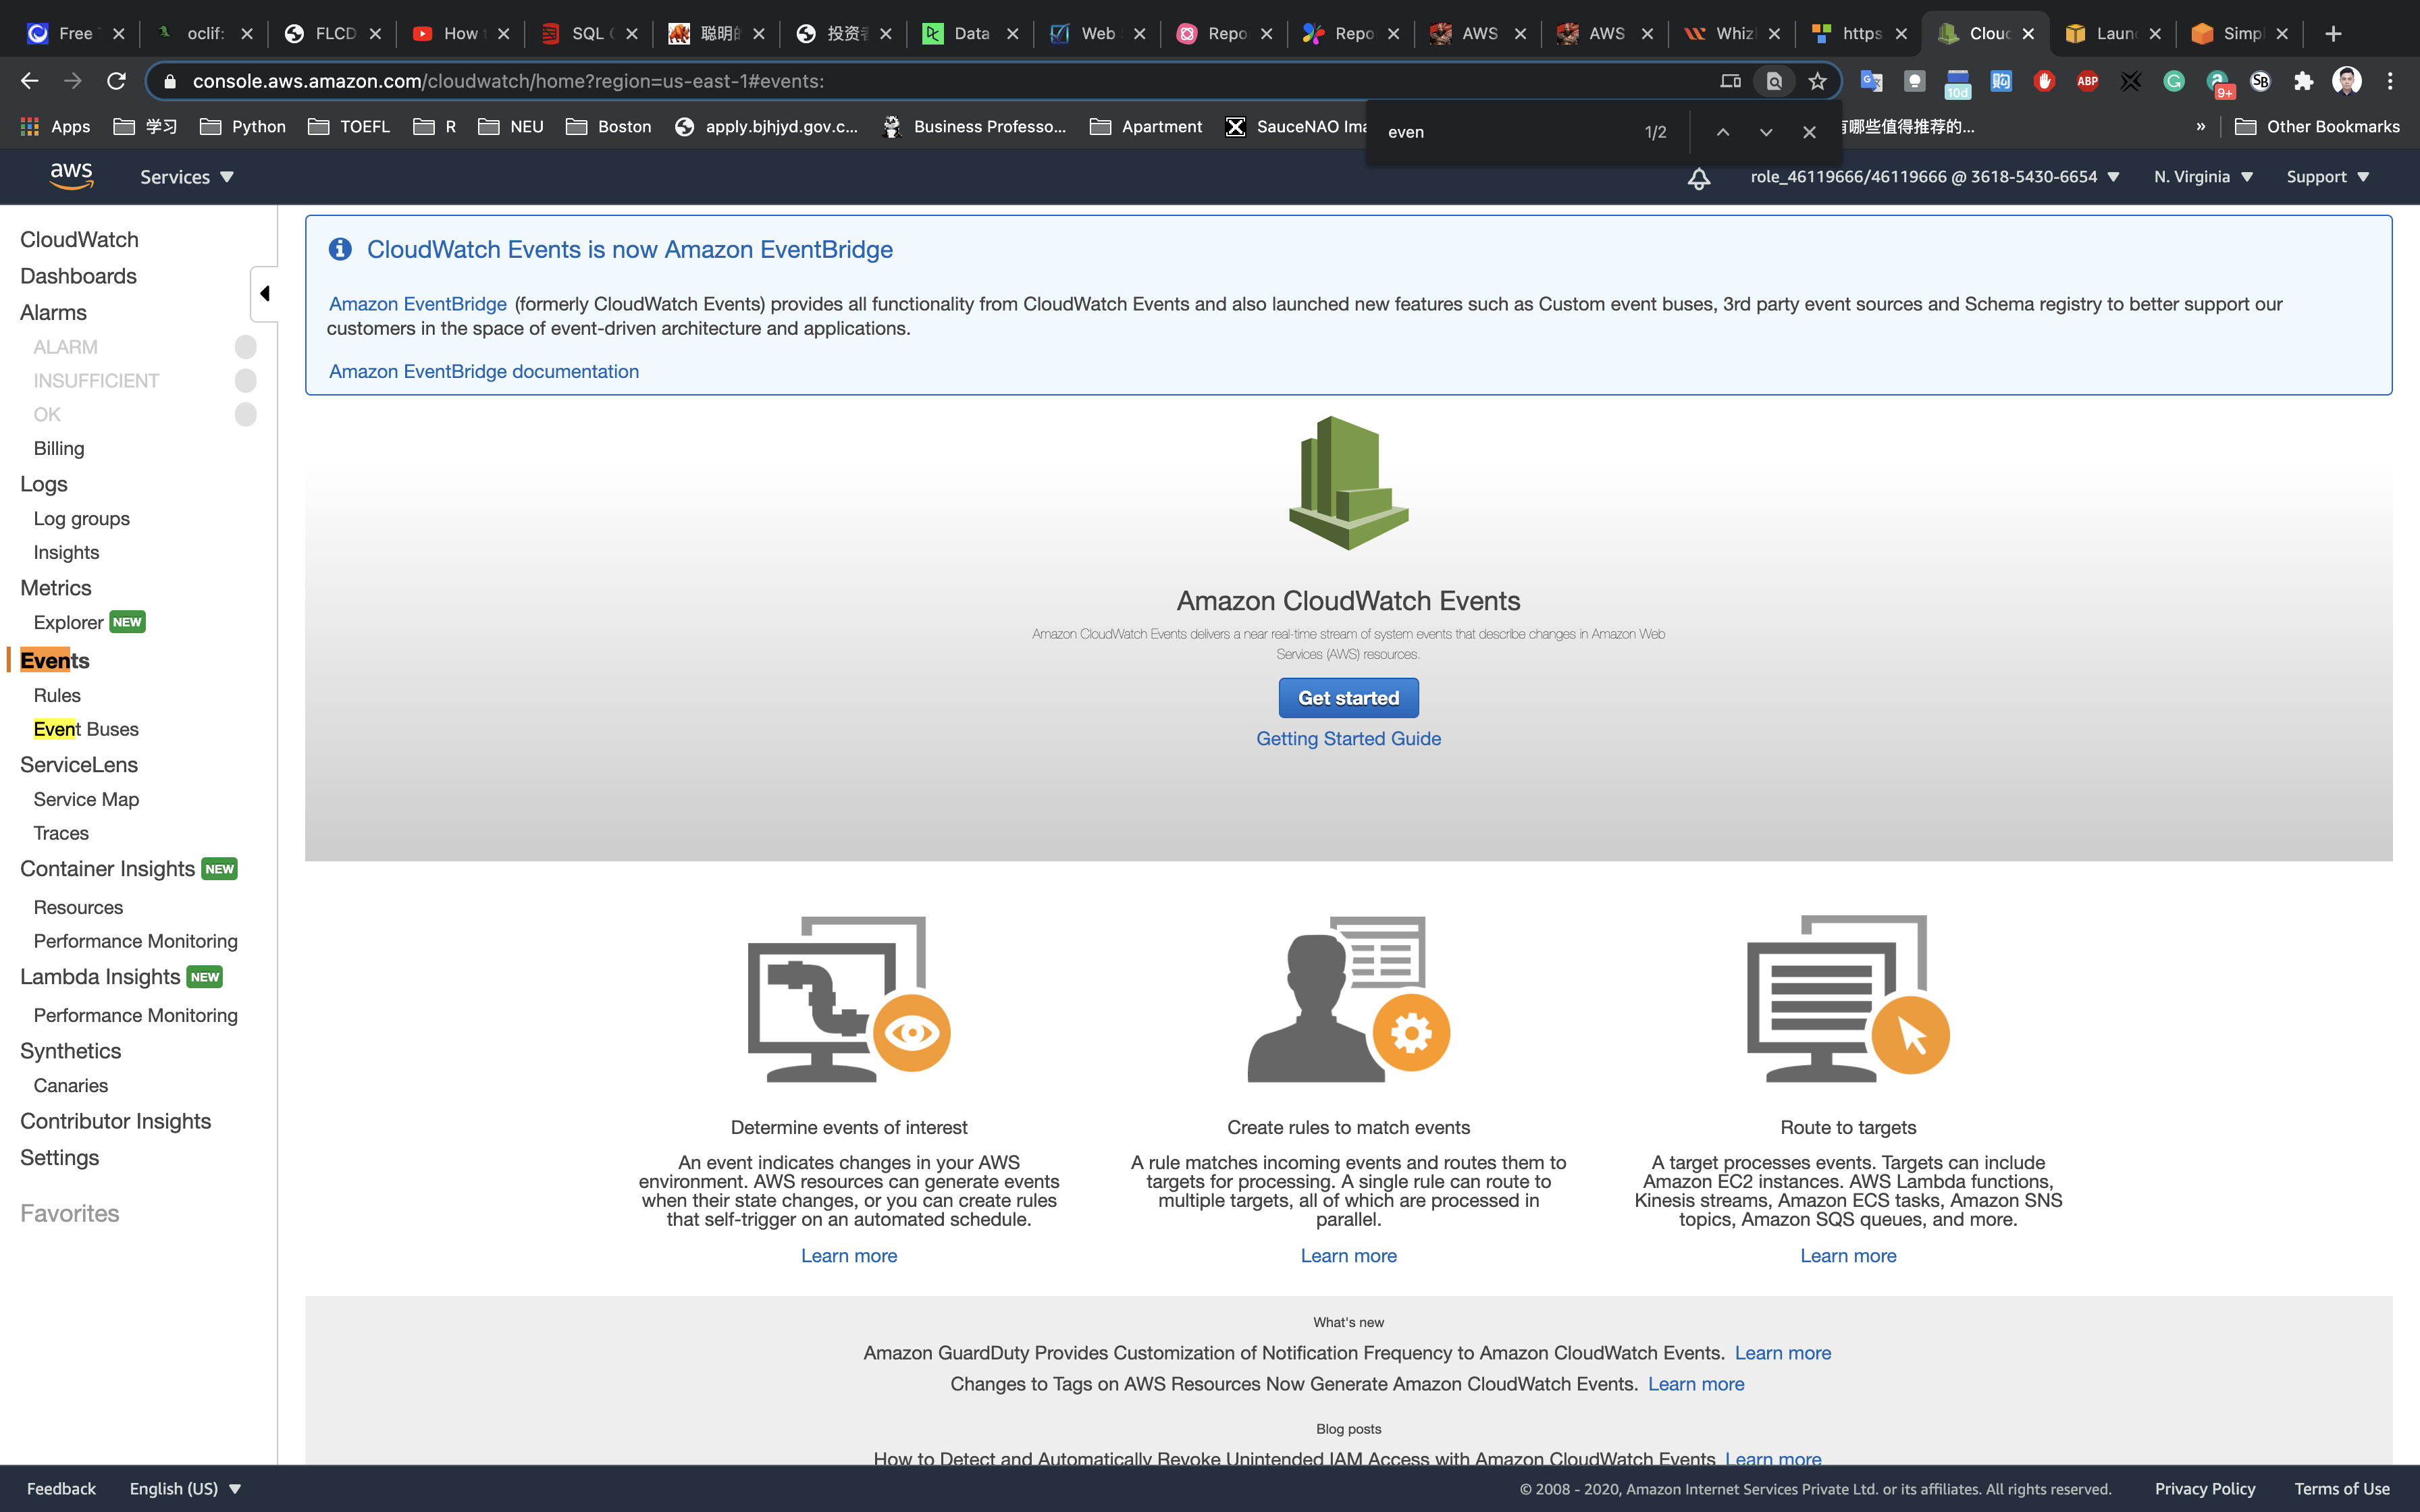 Free
oclif:
FLCD
How
SQL
聪明
投资
Data
Web
Repo
Repo
AWS
AWS
Whiz
https
Cloud
Laun
Simpl
console.aws.amazon.com/cloudwatch/home?region=us-east-1#events:
10d
ABP
9+
SB
Apps
学习
Python
TOEFL
R
NEU
Boston
apply.bjhjyd.gov.c...
Business Professo...
Apartment
SauceNAO Ima
有哪些值得推荐的...
»
Other Bookmarks
even
1/2
aws
Services
role_46119666/46119666 @ 3618-5430-6654
N. Virginia
Support
CloudWatch
Dashboards
Alarms
ALARM
INSUFFICIENT
OK
Billing
Logs
Log groups
Insights
Metrics
Explorer NEW
Events
Rules
Event Buses
ServiceLens
Service Map
Traces
Container Insights NEW
Resources
Performance Monitoring
Lambda Insights NEW
Performance Monitoring
Synthetics
Canaries
Contributor Insights
Settings
Favorites
CloudWatch Events is now Amazon EventBridge
Amazon EventBridge (formerly CloudWatch Events) provides all functionality from CloudWatch Events and also launched new features such as Custom event buses, 3rd party event sources and Schema registry to better support our
customers in the space of event-driven architecture and applications.
Amazon EventBridge documentation
Amazon CloudWatch Events
Amazon CloudWatch Events delivers a near real-time stream of system events that describe changes in Amazon Web
Services (AWS) resources.
Get started
Getting Started Guide
Determine events of interest
An event indicates changes in your AWS
environment. AWS resources can generate events
when their state changes, or you can create rules
that self-trigger on an automated schedule.
Learn more
Create rules to match events
A rule matches incoming events and routes them to
targets for processing. A single rule can route to
multiple targets, all of which are processed in
parallel.
Learn more
Route to targets
A target processes events. Targets can include
Amazon EC2 instances. AWS Lambda functions,
Kinesis streams, Amazon ECS tasks, Amazon SNS
topics, Amazon SQS queues, and more.
Learn more
What's new
Amazon GuardDuty Provides Customization of Notification Frequency to Amazon CloudWatch Events. Learn more
Changes to Tags on AWS Resources Now Generate Amazon CloudWatch Events. Learn more
Blog posts
How to Detect and Automatically Revoke Unintended IAM Access with Amazon CloudWatch Events Learn more
Feedback
English (US)
© 2008 - 2020, Amazon Internet Services Private Ltd. or its affiliates. All rights reserved.
Privacy Policy
Terms of Use